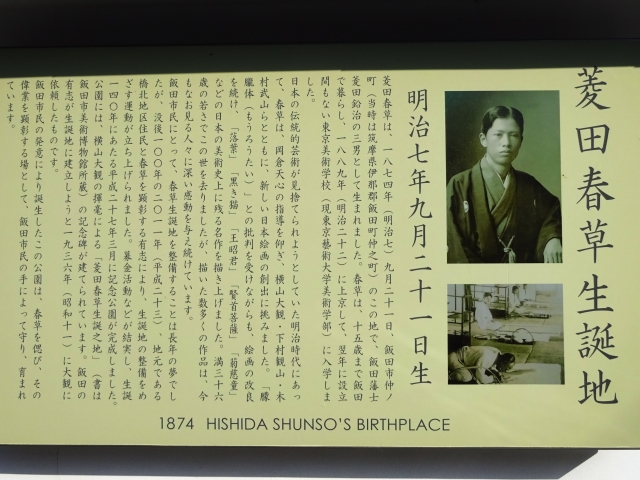 菱田春草生誕地
明治七年九月二十一日生
菱田春草は、一八七四年（明治七）九月二十一日、飯田市仲ノ
町（当時は筑摩県伊那郡飯田町仲之町）のこの地で、飯田藩士
菱田鉛治の三男として生まれました。春草は、十五歳まで飯田
で暮らし、一八八九年（明治二十二）に上京して、翌年に設立
間もない東京美術学校（現東京藝術大学美術学部）に入学しま
した。
日本の伝統的芸術が見捨てられようとしていた明治時代にあっ
て、春草は、岡倉天心の指導を仰ぎ、横山大観・下村観山・木
村武山らとともに、新しい日本絵画の創出に挑みました。「朦
朧体（もうろうたい）」との批判を受けながらも、絵画の改良
を続け、「落葉」「黒き猫」「王昭君」「賢首菩薩」「菊慈童」
などの日本の美術史上に残る名作を描き上げました。満三十六
歳の若さでこの世を去りましたが、描いた数多くの作品は、今
もなお見る人々に深い感動を与え続けています。
飯田市民にとって、春草生誕地を整備することは長年の夢でし
たが、没後一〇〇年の二〇一一年（平成二十三）、地元である
橋北地区住民と春草を顕彰する有志により、生誕地の整備をめ
ざす運動が立ち上げられました。募金活動などが結実し、生誕
一四〇年にあたる平成二十七年三月に記念公園が完成しました。
公園には、横山大観の揮毫による「菱田春草生誕之地」（書は
飯田市美術博物館所蔵）の記念碑が建てられています。飯田の
有志が生誕地に建立しようと一九三六年（昭和十一）に大観に
依頼したものです。
飯田市民の発意により誕生したこの公園は、春草を偲び、その
偉業を顕彰する場として、飯田市民の手によって守り、育まれ
ています。
1874 HISHIDA SHUNSO'S BIRTHPLACE